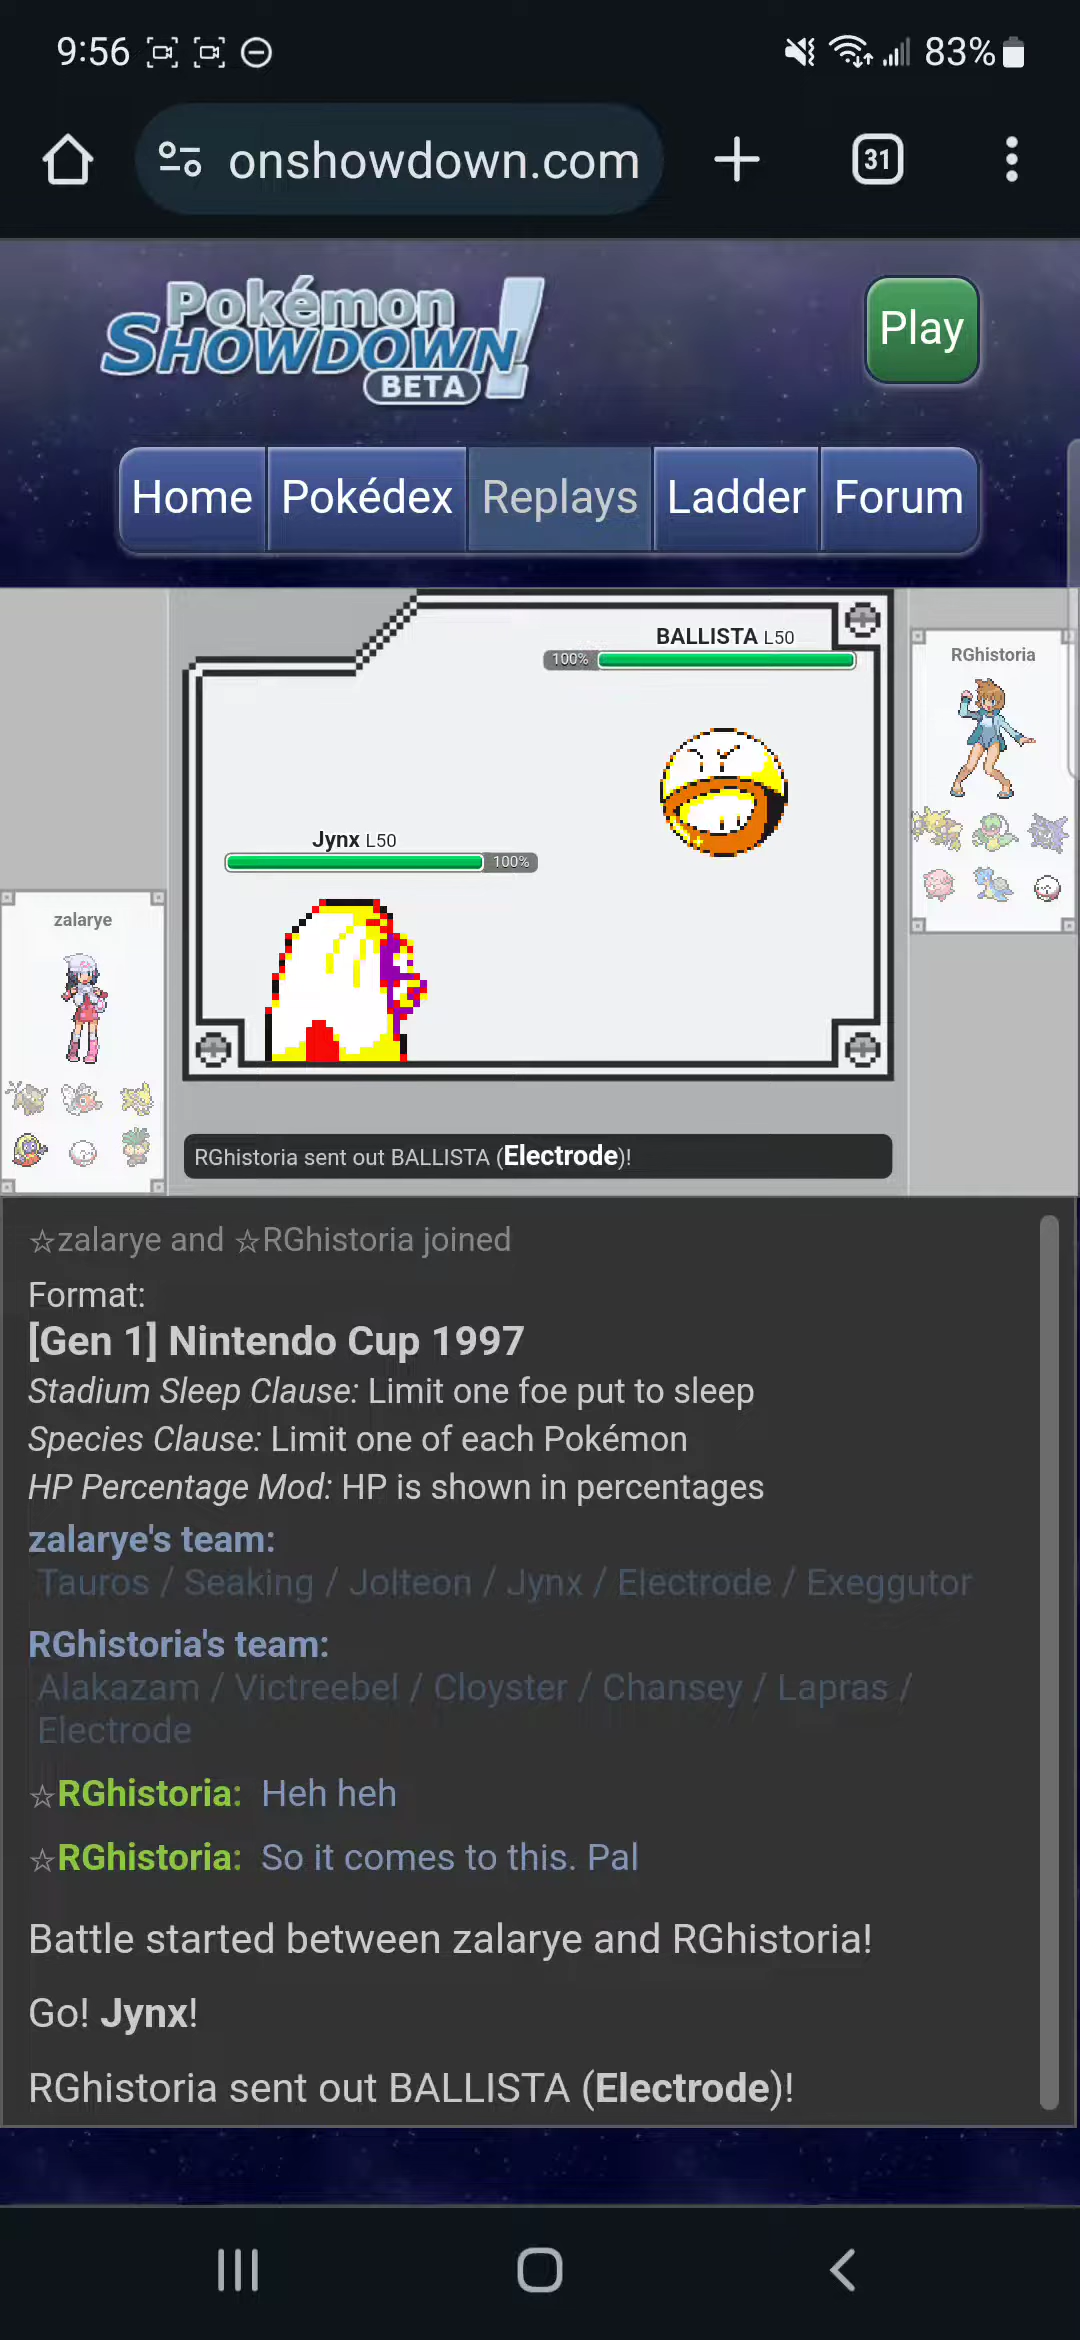 9:56
83%
onshowdown.com
31
Pokémon
SHOWDOWN!
BETA
Play
Home
Pokédex
Replays
Ladder
Forum
BALLISTA L50
100%
RGhistoria
Jynx L50
100%
zalarye
RGhistoria sent out BALLISTA (Electrode)!
☆zalarye and ☆RGhistoria joined
Format:
[Gen 1] Nintendo Cup 1997
Stadium Sleep Clause: Limit one foe put to sleep
Species Clause: Limit one of each Pokémon
HP Percentage Mod: HP is shown in percentages
zalarye's team:
Tauros / Seaking / Jolteon / Jynx / Electrode / Exeggutor
RGhistoria's team:
Alakazam / Victreebel / Cloyster / Chansey / Lapras /
Electrode
☆RGhistoria: Heh heh
☆RGhistoria: So it comes to this. Pal
Battle started between zalarye and RGhistoria!
Go! Jynx!
RGhistoria sent out BALLISTA (Electrode)!